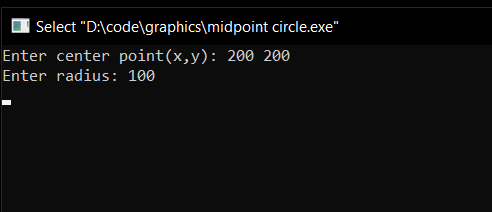 Select "D:\code\graphics\midpoint circle.exe"
Enter center point(x,y): 200 200
Enter radius: 100